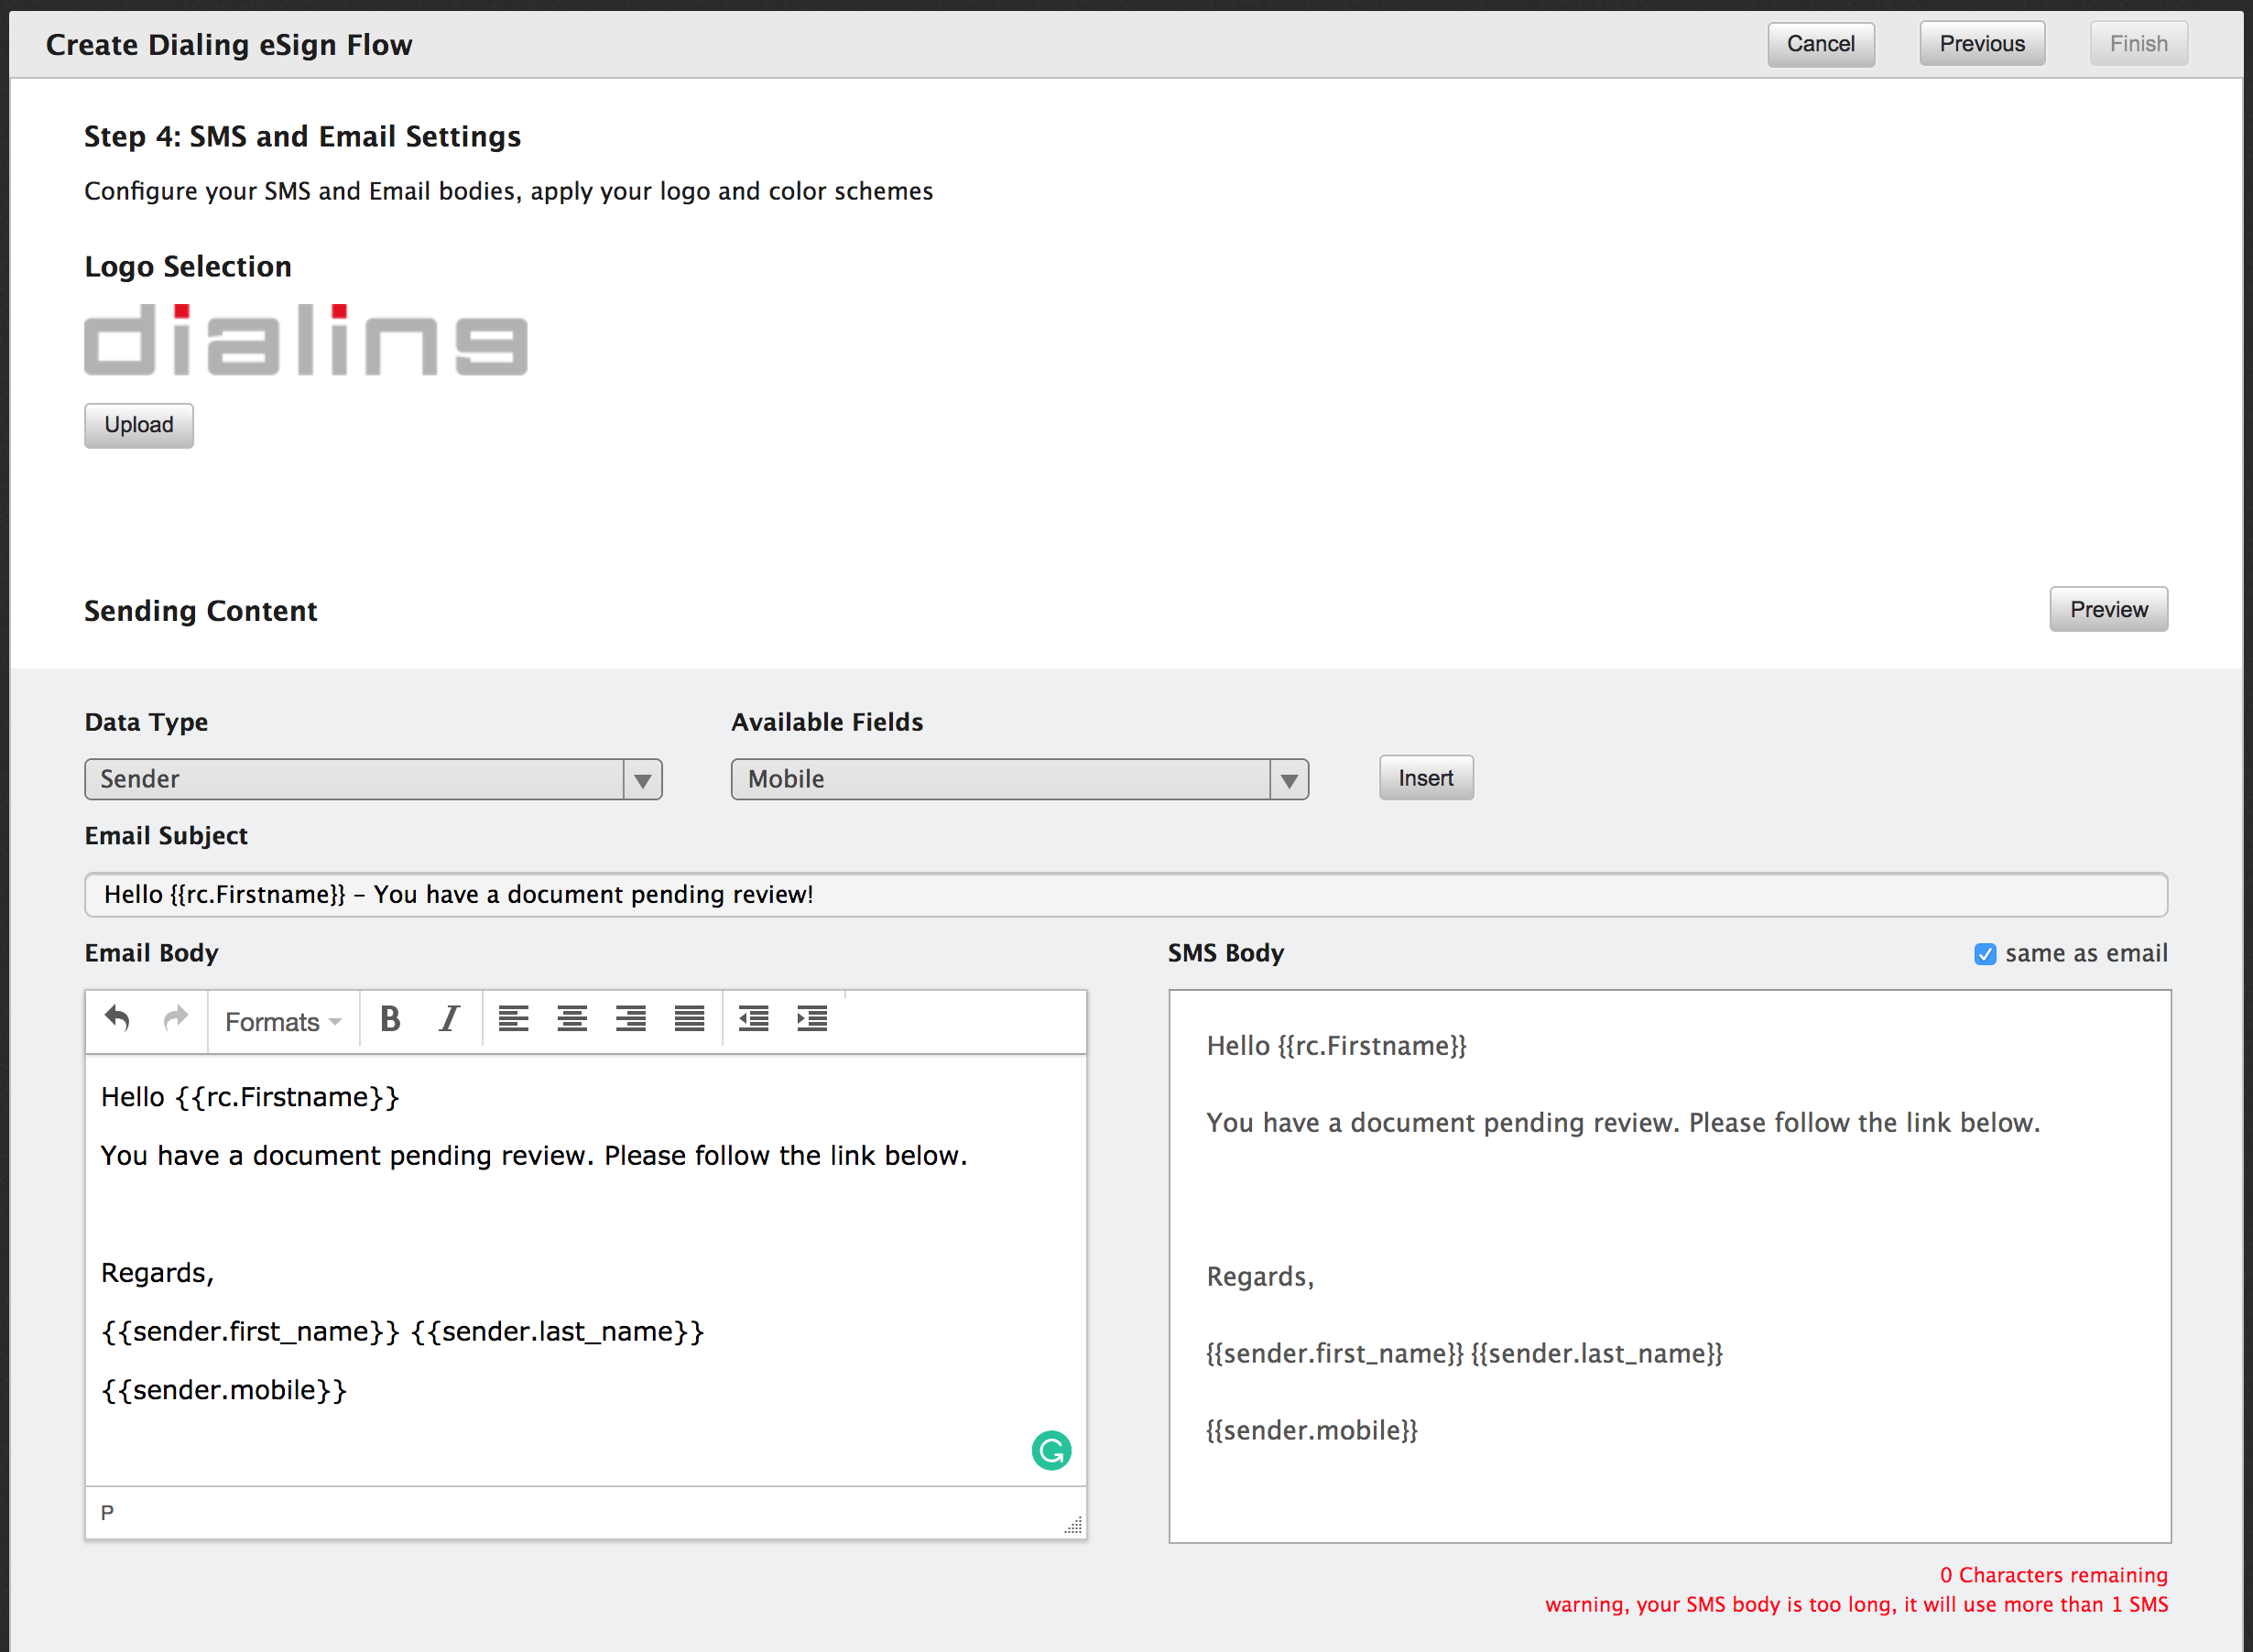 Create Dialing eSign Flow
Cancel
Previous
Finish
Step 4: SMS and Email Settings
Configure your SMS and Email bodies, apply your logo and color schemes
Logo Selection
dialing
Upload
Sending Content
Preview
Data Type
Available Fields
Sender
Mobile
Insert
Email Subject
Hello {{rc.Firstname}} – You have a document pending review!
Email Body
SMS Body
same as email
Formats
B
I
Hello {{rc.Firstname}}
You have a document pending review. Please follow the link below.
Regards,
{{sender.first_name}} {{sender.last_name}}
{{sender.mobile}}
P
Hello {{rc.Firstname}}
You have a document pending review. Please follow the link below.
Regards,
{{sender.first_name}} {{sender.last_name}}
{{sender.mobile}}
0 Characters remaining
warning, your SMS body is too long, it will use more than 1 SMS